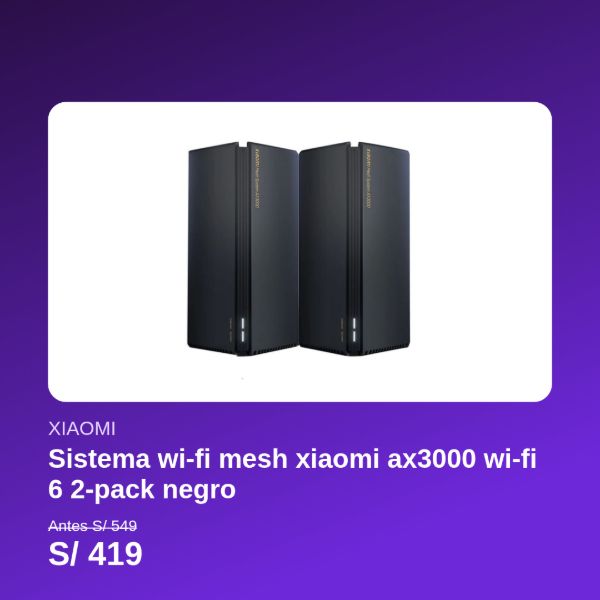 XIAOMI
Sistema wi-fi mesh xiaomi ax3000 wi-fi
6 2-pack negro
Antes S/ 549
S/ 419